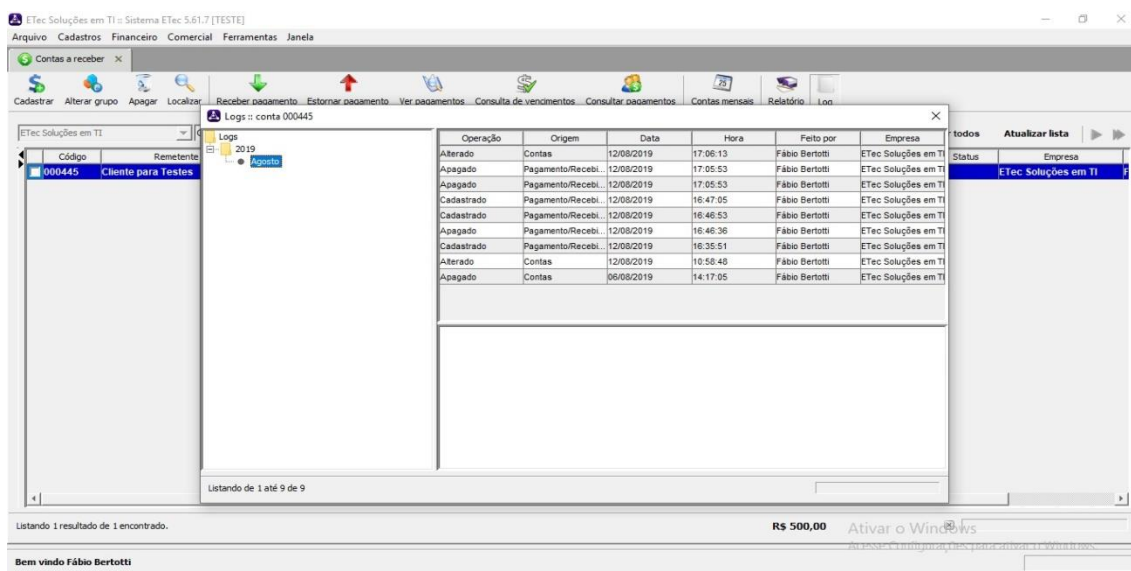 ETec Soluções em TI :: Sistema ETec 5.61.7 [TESTE]
Arquivo Cadastros Financeiro Comercial Ferramentas Janela
Contas a receber
Cadastrar Alterar grupo Apagar Localizar Receber pagamento Estornar pagamento Ver pagamentos Consulta de vencimentos Consultar pagamentos Contas mensais Relatório Log
Logs :: conta 000445
ETec Soluções em TI
todos Atualizar lista
Código Remetente Status Empresa
000445 Cliente para Testes ETec Soluções em TI
Logs
2019
Agosto
Operação Origem Data Hora Feito por Empresa
Alterado Contas 12/08/2019 17:06:13 Fábio Bertotti ETec Soluções em TI
Apagado Pagamento/Recebi... 12/08/2019 17:05:53 Fábio Bertotti ETec Soluções em TI
Apagado Pagamento/Recebi... 12/08/2019 17:05:53 Fábio Bertotti ETec Soluções em TI
Cadastrado Pagamento/Recebi... 12/08/2019 16:47:05 Fábio Bertotti ETec Soluções em TI
Cadastrado Pagamento/Recebi... 12/08/2019 16:46:53 Fábio Bertotti ETec Soluções em TI
Apagado Pagamento/Recebi... 12/08/2019 16:46:36 Fábio Bertotti ETec Soluções em TI
Cadastrado Pagamento/Recebi... 12/08/2019 16:35:51 Fábio Bertotti ETec Soluções em TI
Alterado Contas 12/08/2019 10:58:48 Fábio Bertotti ETec Soluções em TI
Apagado Contas 06/08/2019 14:17:05 Fábio Bertotti ETec Soluções em TI
Listando de 1 até 9 de 9
Listando 1 resultado de 1 encontrado.
R$ 500,00
Ativar o Windows
Acesse Configurações para ativar o Windows.
Bem vindo Fábio Bertotti